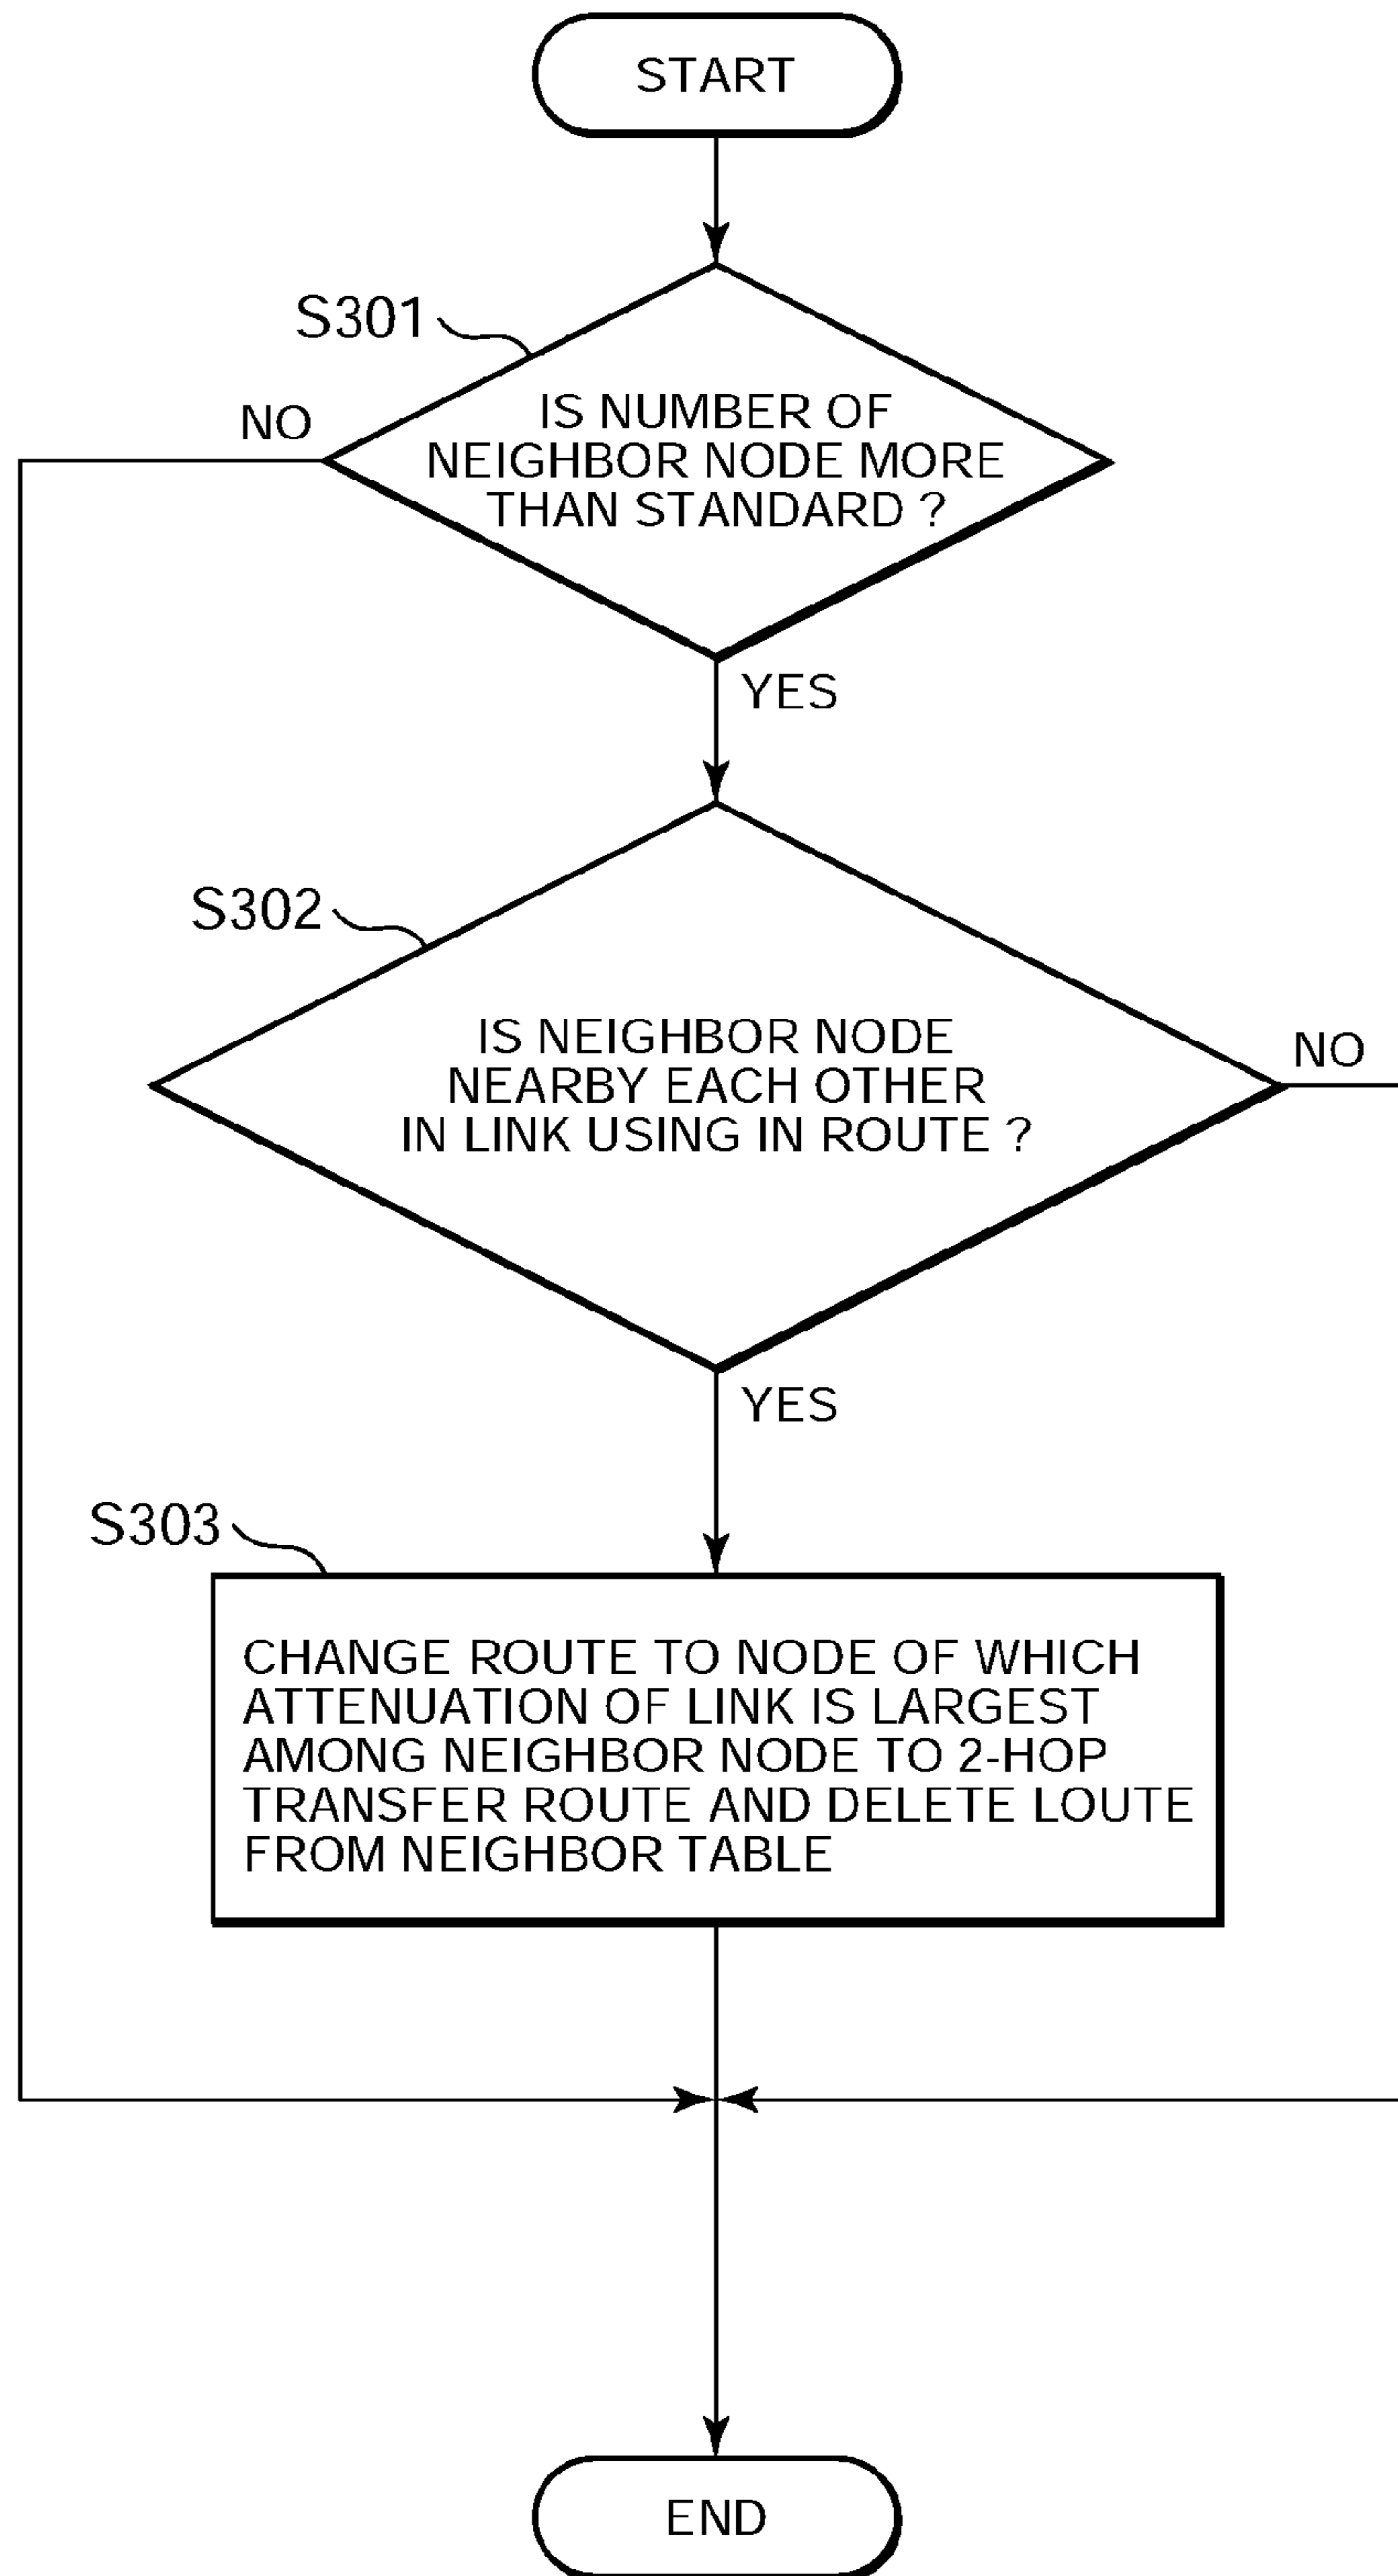 START
S301
NO
IS NUMBER OF
NEIGHBOR NODE MORE
THAN STANDARD ?
YES
S302
IS NEIGHBOR NODE
NEARBY EACH OTHER
IN LINK USING IN ROUTE ?
NO
YES
S303
CHANGE ROUTE TO NODE OF WHICH
ATTENUATION OF LINK IS LARGEST
AMONG NEIGHBOR NODE TO 2-HOP
TRANSFER ROUTE AND DELETE LOUTE
FROM NEIGHBOR TABLE
END